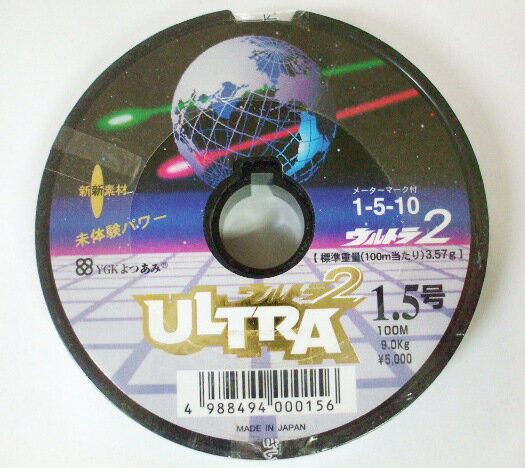 新新素材
未体験パワー
YGKよつあみ®
メーターマーク付
1-5-10
ウルトラ2
【標準重量(100m当たり)3.57g】
ウルトラ2
ULTRA
1.5号
100M
9.0Kg
¥5,000
4 988494 000156
MADE IN JAPAN